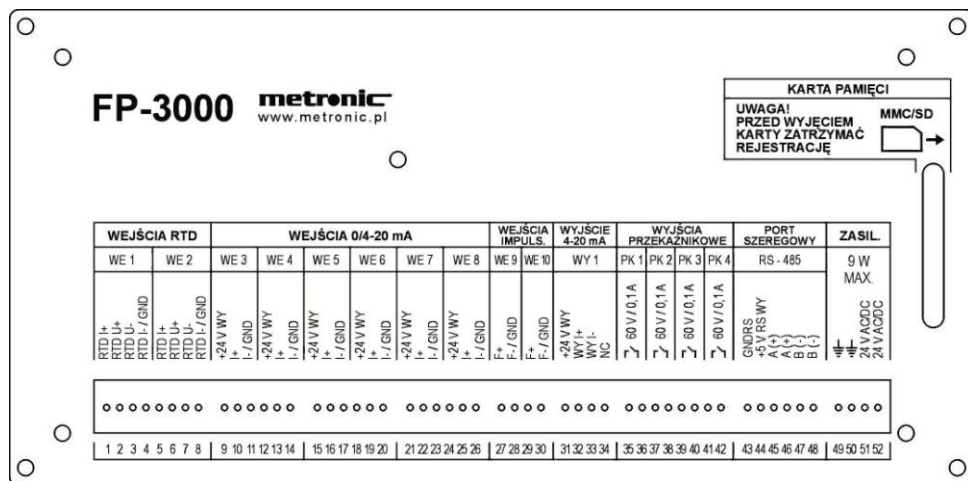 FP-3000 metronic
www.metronic.pl
KARTA PAMIĘCI
UWAGA!
PRZED WYJĘCIEM
KARTY ZATRZYMAĆ
REJESTRACJĘ
MMC/SD
WEJŚCIA RTD
WEJŚCIA 0/4-20 mA
WEJŚCIA
IMPULS.
WYJŚCIE
4-20 mA
WYJŚCIA
PRZEKAŹNIKOWE
PORT
SZEREGOWY
ZASIL.
WE 1 WE 2 WE 3 WE 4 WE 5 WE 6 WE 7 WE 8 WE 9 WE 10 WY 1 PK 1 PK 2 PK 3 PK 4 RS - 485 9 W
MAX.
RTD I+
RTD U+
RTD U-
RTD I- / GND
RTD I+
RTD U+
RTD U-
RTD I- / GND
+24 V WY
I+
I- / GND
+24 V WY
I+
I- / GND
+24 V WY
I+
I- / GND
+24 V WY
I+
I- / GND
+24 V WY
I+
I- / GND
+24 V WY
I+
I- / GND
F+
F- / GND
F+
F- / GND
+24 V WY
WY I+
WY I-
NC
60 V / 0,1 A
60 V / 0,1 A
60 V / 0,1 A
60 V / 0,1 A
GNDRS
+5 V RS WY
A (+)
A (+)
B (-)
B (-)
24 V AC/DC
24 V AC/DC
1 2 3 4 5 6 7 8 9 10 11 12 13 14 15 16 17 18 19 20 21 22 23 24 25 26 27 28 29 30 31 32 33 34 35 36 37 38 39 40 41 42 43 44 45 46 47 48 49 50 51 52